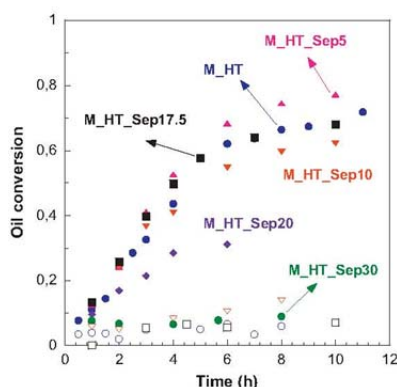 1
M_HT_Sep5
M_HT
0,8
M_HT_Sep17.5
0,6
M_HT_Sep10
0,4
M_HT_Sep20
0,2
M_HT_Sep30
0
0 2 4 6 8 10 12
Time (h)
Oil conversion